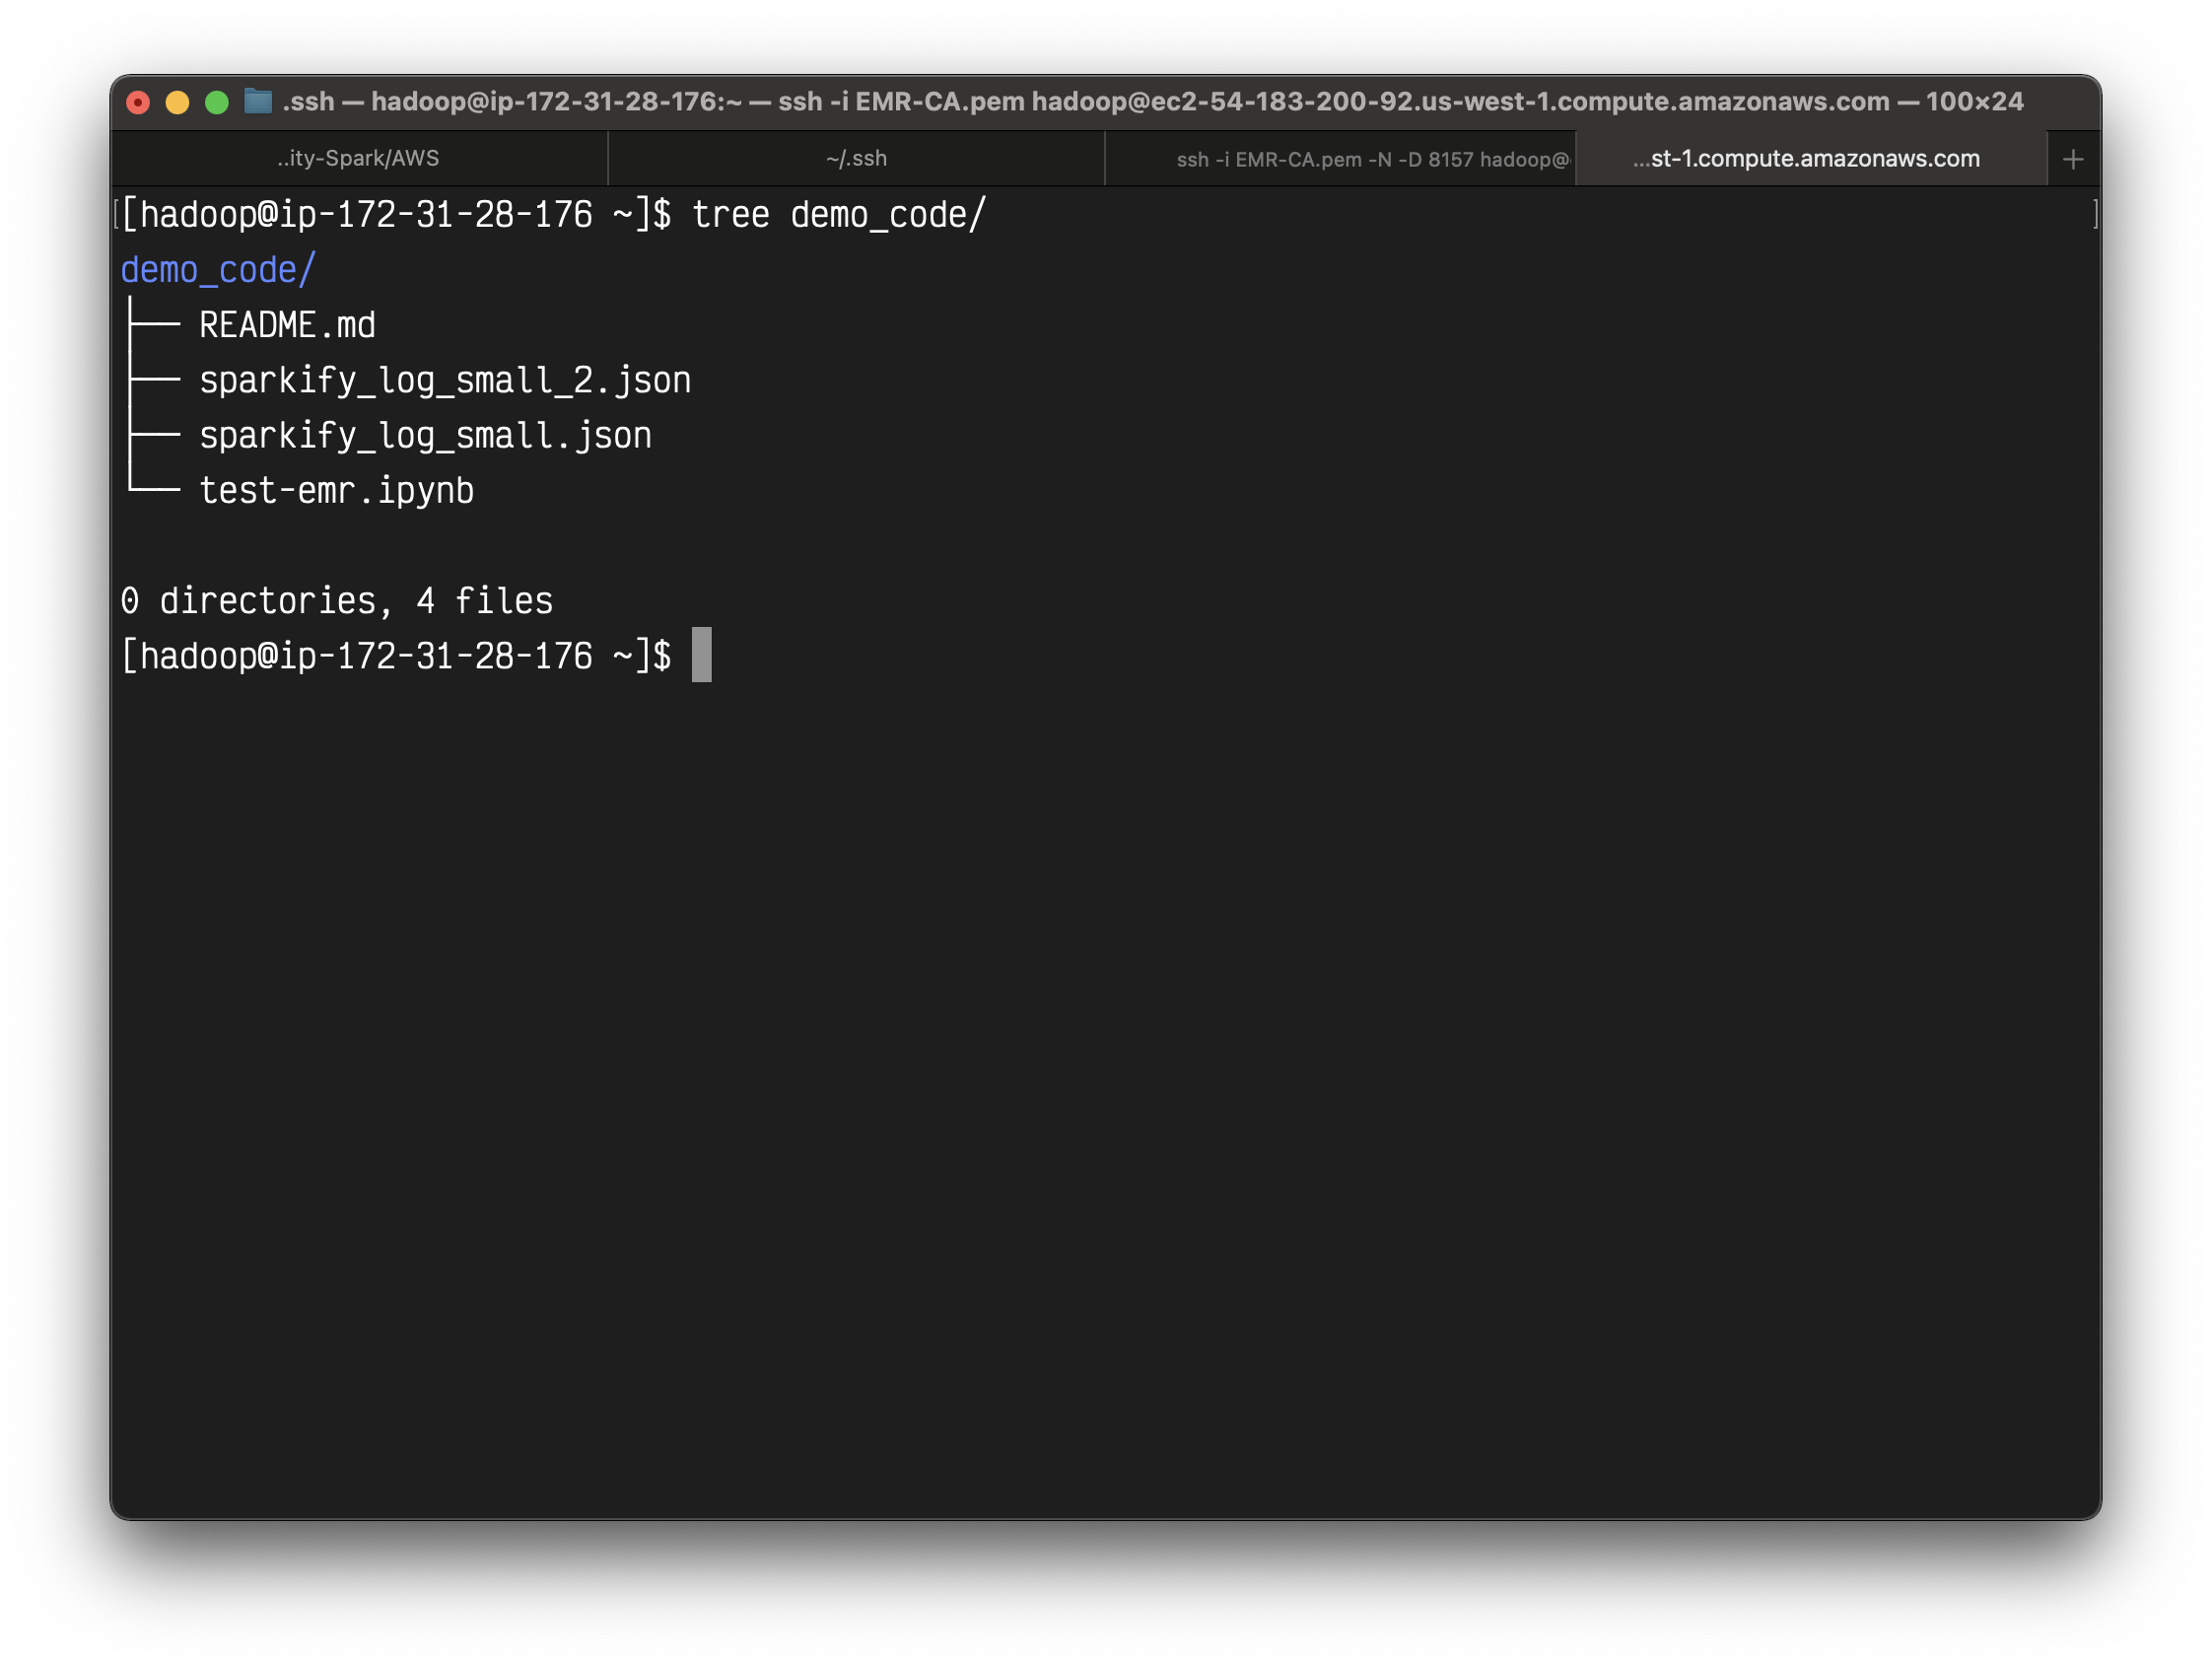 .ssh — hadoop@ip-172-31-28-176:~ — ssh -i EMR-CA.pem hadoop@ec2-54-183-200-92.us-west-1.compute.amazonaws.com — 100×24
..ity-Spark/AWS ~/.ssh ssh -i EMR-CA.pem -N -D 8157 hadoop@ ...st-1.compute.amazonaws.com +
[[hadoop@ip-172-31-28-176 ~]$ tree demo_code/ ]
demo_code/
├── README.md
├── sparkify_log_small_2.json
├── sparkify_log_small.json
└── test-emr.ipynb
0 directories, 4 files
[hadoop@ip-172-31-28-176 ~]$